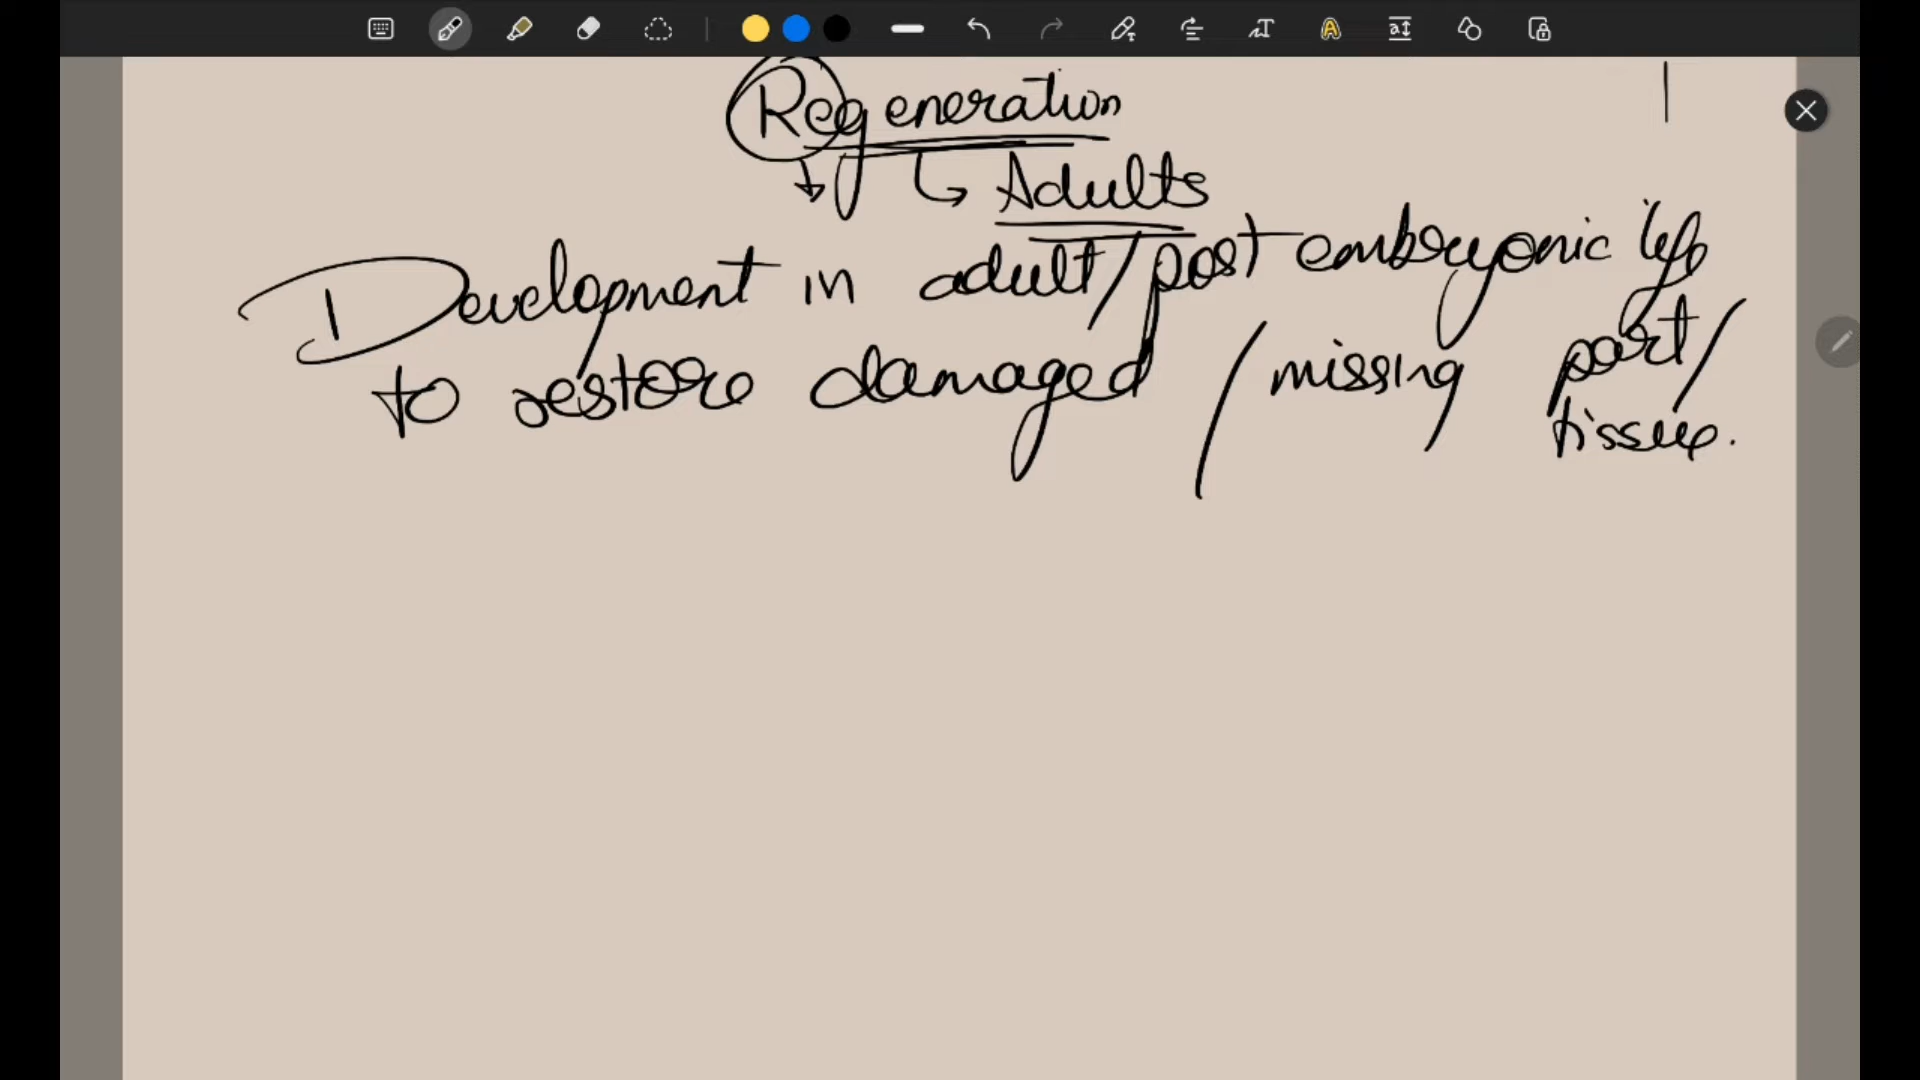 Regeneration
Adults
Development in adult/post embryonic life
to restore damaged / missing part/
tissue.